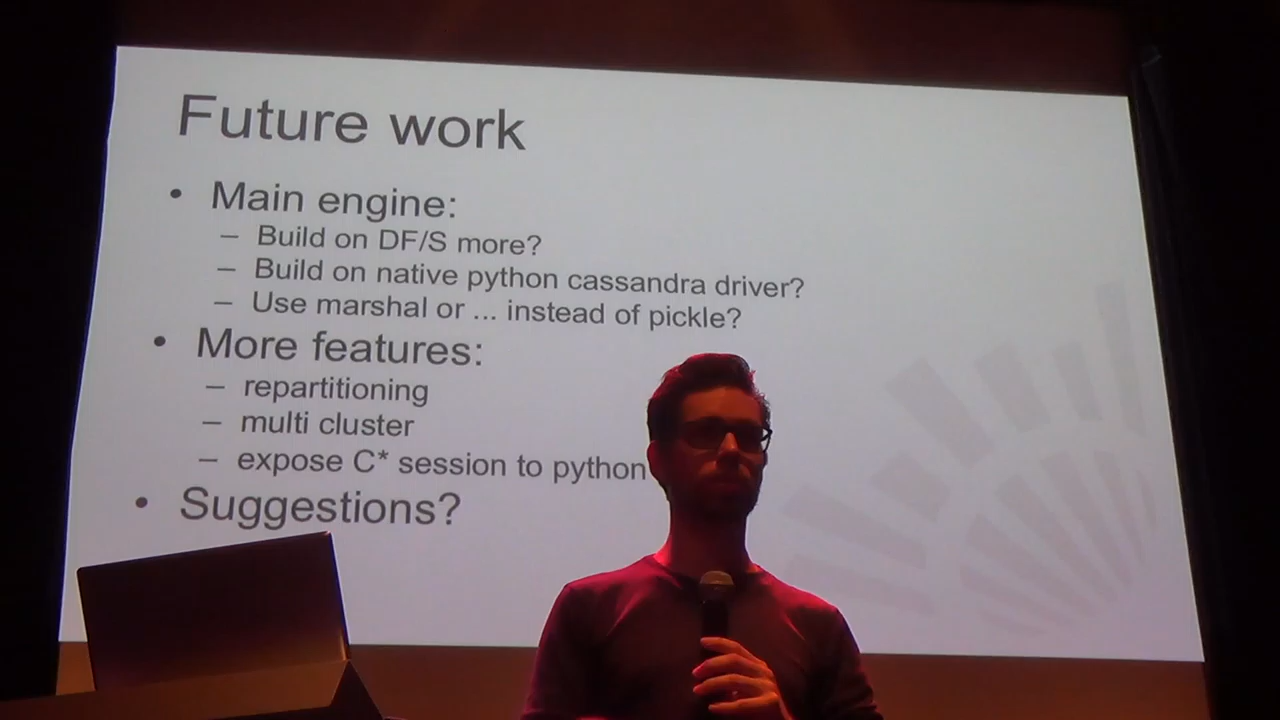 Future work
• Main engine:
– Build on DF/S more?
– Build on native python cassandra driver?
– Use marshal or ... instead of pickle?
• More features:
– repartitioning
– multi cluster
– expose C* session to python
• Suggestions?